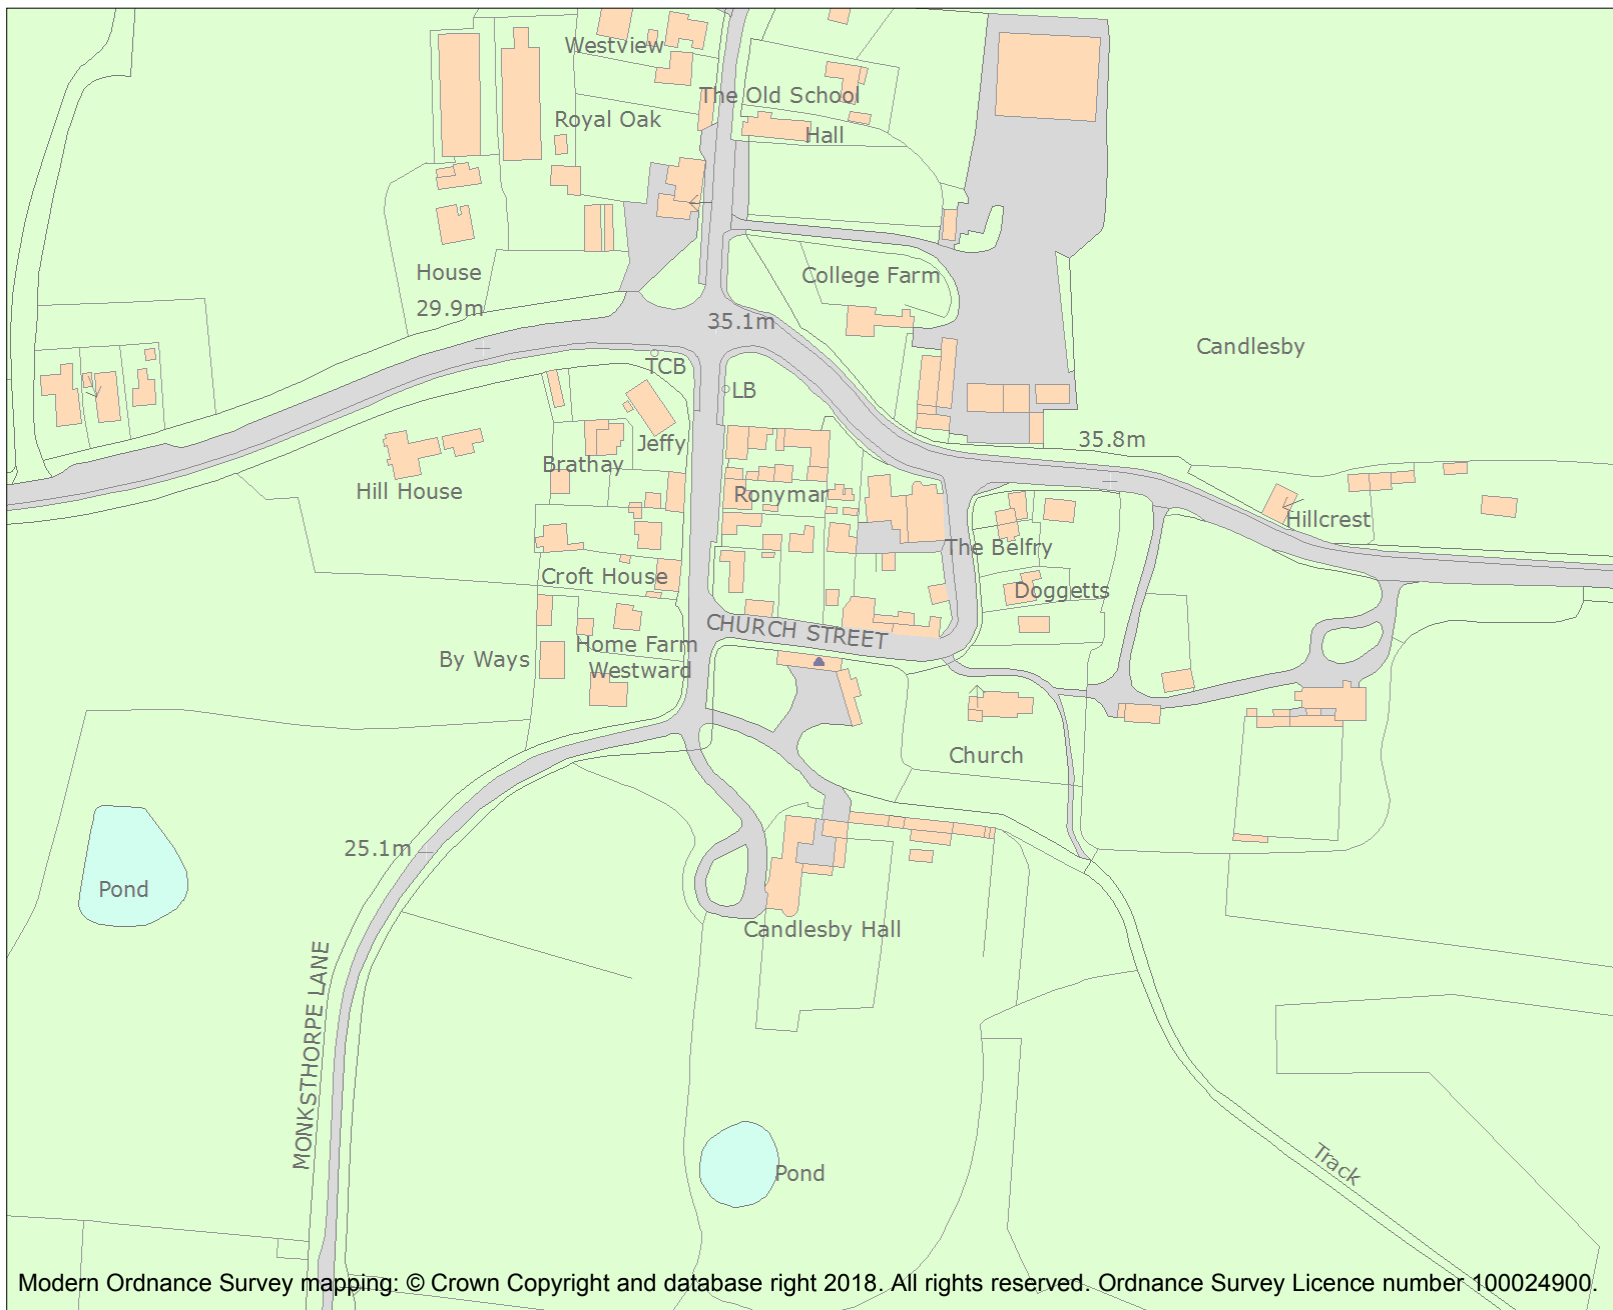 Westview
The Old School
Royal Oak
Hall
House
College Farm
29.9m
35.1m
Candlesby
TCB
LB
Jeffy
35.8m
Brathay
Hill House
Ronymar
Hillcrest
The Belfry
Croft House
Doggetts
CHURCH STREET
Home Farm
By Ways
Westward
Church
25.1m
Pond
Candlesby Hall
MONKSTHORPE LANE
Pond
Track
Modern Ordnance Survey mapping: © Crown Copyright and database right 2018. All rights reserved. Ordnance Survey Licence number 100024900.